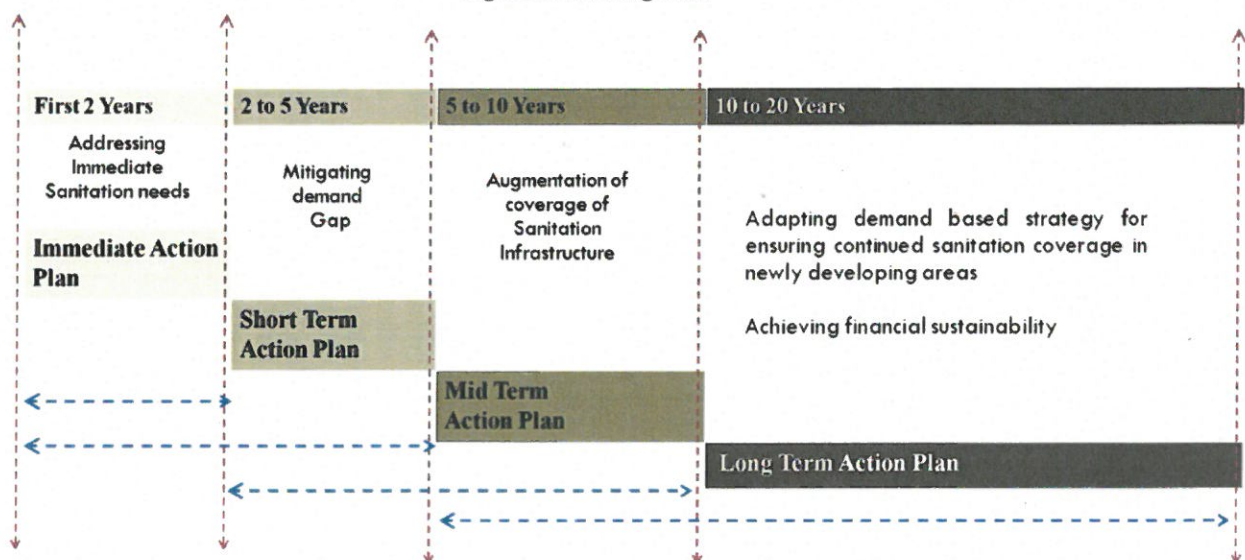 First 2 Years
2 to 5 Years
5 to 10 Years
10 to 20 Years
Addressing
Immediate
Sanitation needs
Mitigating
demand
Gap
Augmentation of
coverage of
Sanitation
Infrastructure
Adapting demand based strategy for
ensuring continued sanitation coverage in
newly developing areas
Achieving financial sustainability
Immediate Action
Plan
Short Term
Action Plan
Mid Term
Action Plan
Long Term Action Plan